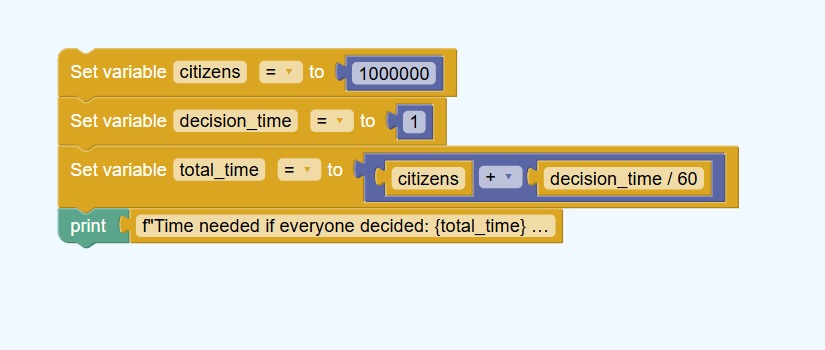 Set variable citizens = to 1000000
Set variable decision_time = to 1
Set variable total_time = to citizens + decision_time / 60
print f"Time needed if everyone decided: {total_time} ...